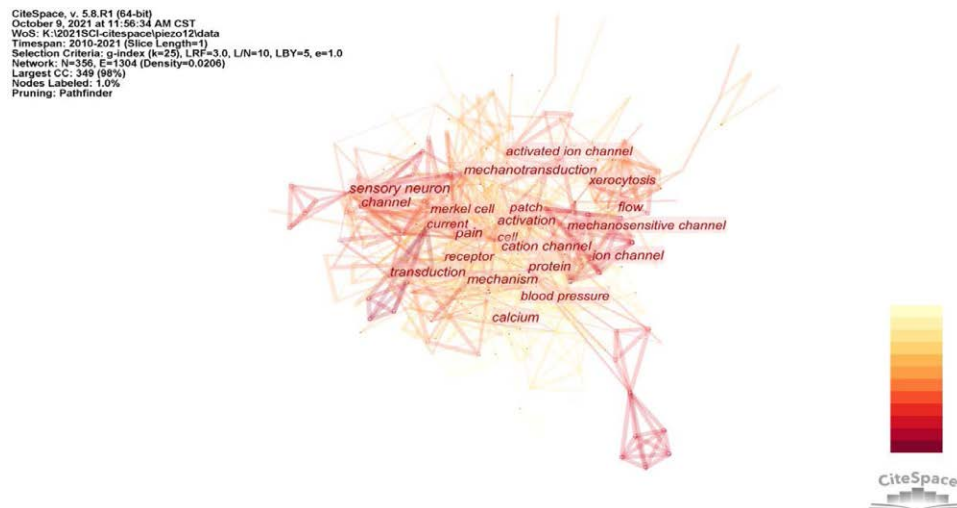 CiteSpace, v. 5.8.R1 (64-bit)
October 9, 2021 at 11:56:34 AM CST
WoS: K:\2021SCI-citespace\piezo12\data
Timespan: 2010-2021 (Slice Length=1)
Selection Criteria: g-index (k=25), LRF=3.0, L/N=10, LBY=5, e=1.0
Network: N=356, E=1304 (Density=0.0206)
Largest CC: 349 (98%)
Nodes Labeled: 1.0%
Pruning: Pathfinder
activated ion channel
mechanotransduction
xerocytosis
sensory neuron
channel
merkel cell
patch
flow
current
activation
mechanosensitive channel
pain
cell
cation channel
receptor
ion channel
transduction
protein
mechanism
blood pressure
calcium
CiteSpace